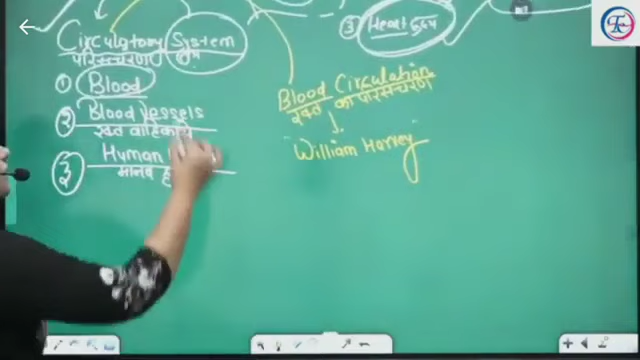 ③ Heart हृदय
Circulatory System
परिसंचरण तंत्र
① Blood
② Blood Vessels
रक्त वाहिकायें
③ Human
मानव
Blood Circulation
रक्त का परिसंचरण
"William Harvey"